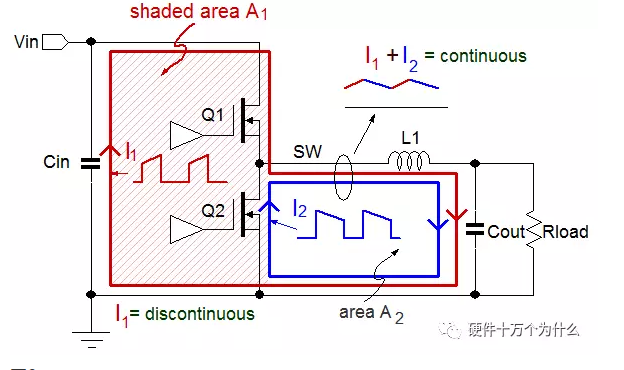 shaded area A1
Vin
I1 + I2 = continuous
Q1
L1
SW
Cin
I1
Q2
I2
Cout
Rload
I1= discontinuous
area A2
硬件十万个为什么